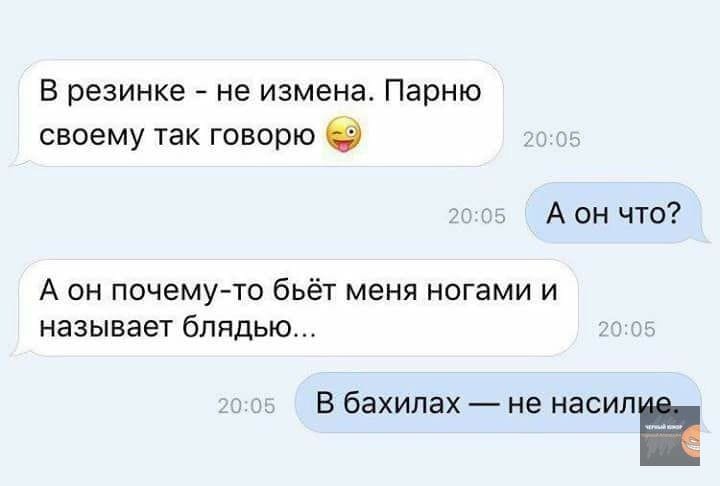 В резинке - не измена. Парню
своему так говорю 😜
20:05
20:05
А он что?
А он почему-то бьёт меня ногами и
называет блядью...
20:05
20:05
В бахилах — не насилие.
ЧЕРНЫЙ ЮМОР